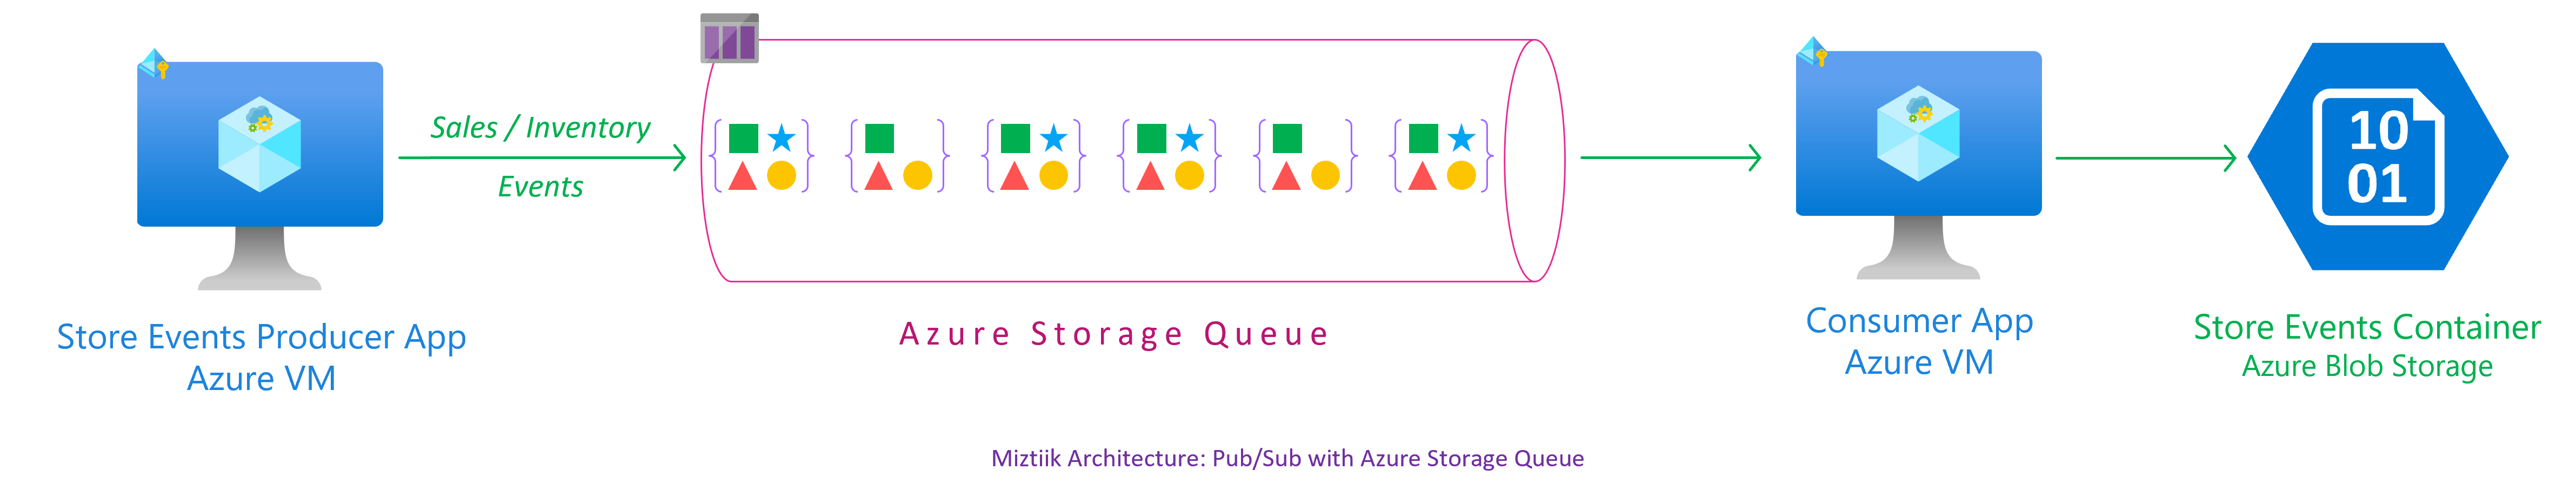 Sales / Inventory
Events
10
01
Store Events Producer App
Azure VM
Azure Storage Queue
Consumer App
Azure VM
Store Events Container
Azure Blob Storage
Miztiik Architecture: Pub/Sub with Azure Storage Queue